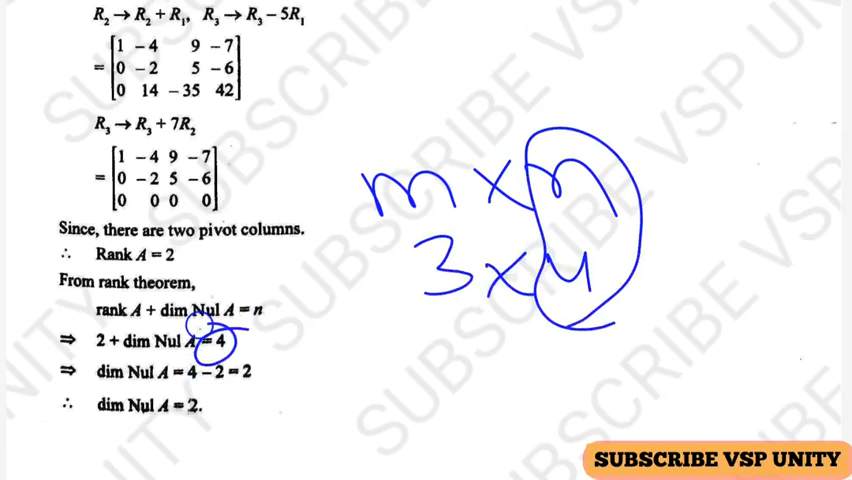 R₂ → R₂ + R₁, R₃ → R₃ – 5R₁
= [1 –4 9 –7
0 –2 5 –6
0 14 –35 42]
R₃ → R₃ + 7R₂
= [1 –4 9 –7
0 –2 5 –6
0 0 0 0]
Since, there are two pivot columns.
∴ Rank A = 2
From rank theorem,
rank A + dim Nul A = n
⇒ 2 + dim Nul A = 4
⇒ dim Nul A = 4 – 2 = 2
∴ dim Nul A = 2.
m × n
3 × 4
SUBSCRIBE VSP UNITY